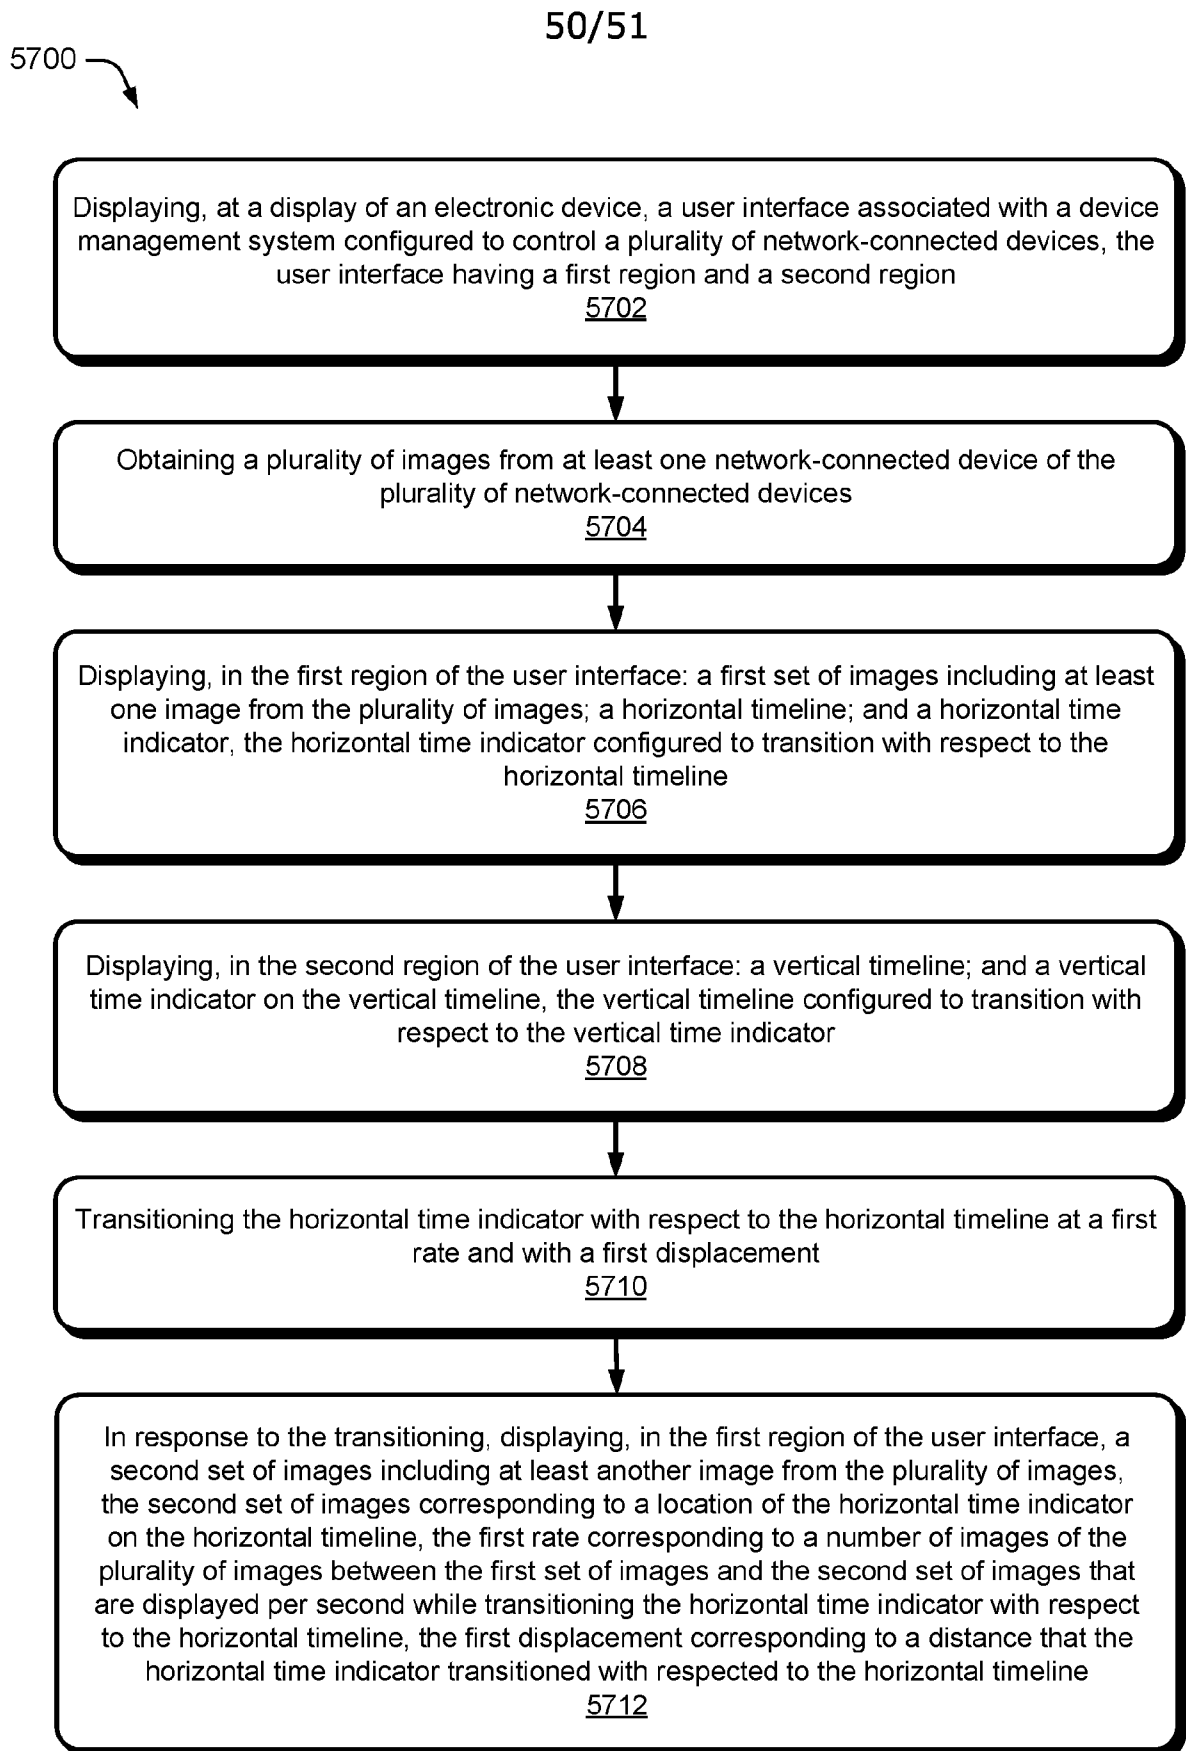 50/51
5700
Displaying, at a display of an electronic device, a user interface associated with a device
management system configured to control a plurality of network-connected devices, the
user interface having a first region and a second region
5702
Obtaining a plurality of images from at least one network-connected device of the
plurality of network-connected devices
5704
Displaying, in the first region of the user interface: a first set of images including at least
one image from the plurality of images; a horizontal timeline; and a horizontal time
indicator, the horizontal time indicator configured to transition with respect to the
horizontal timeline
5706
Displaying, in the second region of the user interface: a vertical timeline; and a vertical
time indicator on the vertical timeline, the vertical timeline configured to transition with
respect to the vertical time indicator
5708
Transitioning the horizontal time indicator with respect to the horizontal timeline at a first
rate and with a first displacement
5710
In response to the transitioning, displaying, in the first region of the user interface, a
second set of images including at least another image from the plurality of images,
the second set of images corresponding to a location of the horizontal time indicator
on the horizontal timeline, the first rate corresponding to a number of images of the
plurality of images between the first set of images and the second set of images that
are displayed per second while transitioning the horizontal time indicator with respect
to the horizontal timeline, the first displacement corresponding to a distance that the
horizontal time indicator transitioned with respected to the horizontal timeline
5712